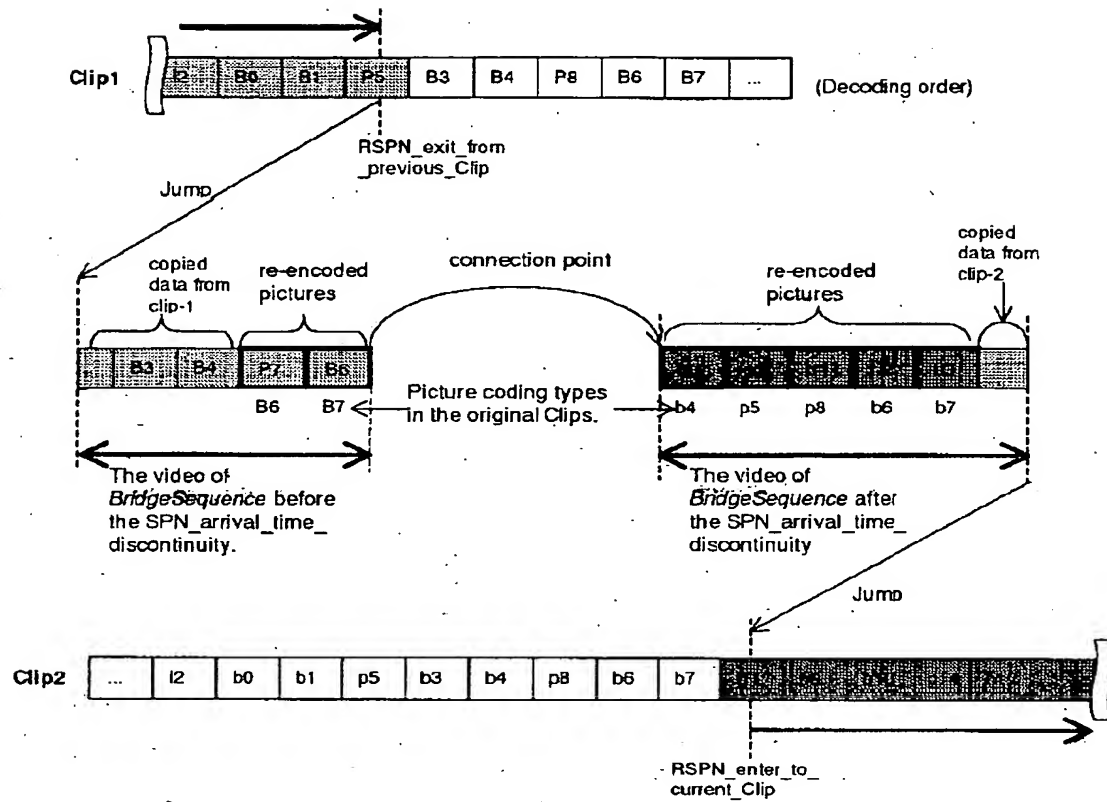 Clip1 I2 B0 B1 P5 B3 B4 P8 B6 B7 ... (Decoding order)
RSPN_exit_from
_previous_Clip
Jump
copied
data from
clip-1
re-encoded
pictures
connection point
re-encoded
pictures
copied
data from
clip-2
B3 B4 P7 B6
B6 B7
Picture coding types
in the original Clips.
b4 p5 p8 b6 b7
The video of
BridgeSequence before
the SPN_arrival_time_
discontinuity.
The video of
BridgeSequence after
the SPN_arrival_time_
discontinuity
Jump
Clip2 ... I2 b0 b1 p5 b3 b4 p8 b6 b7
RSPN_enter_to_
current_Clip